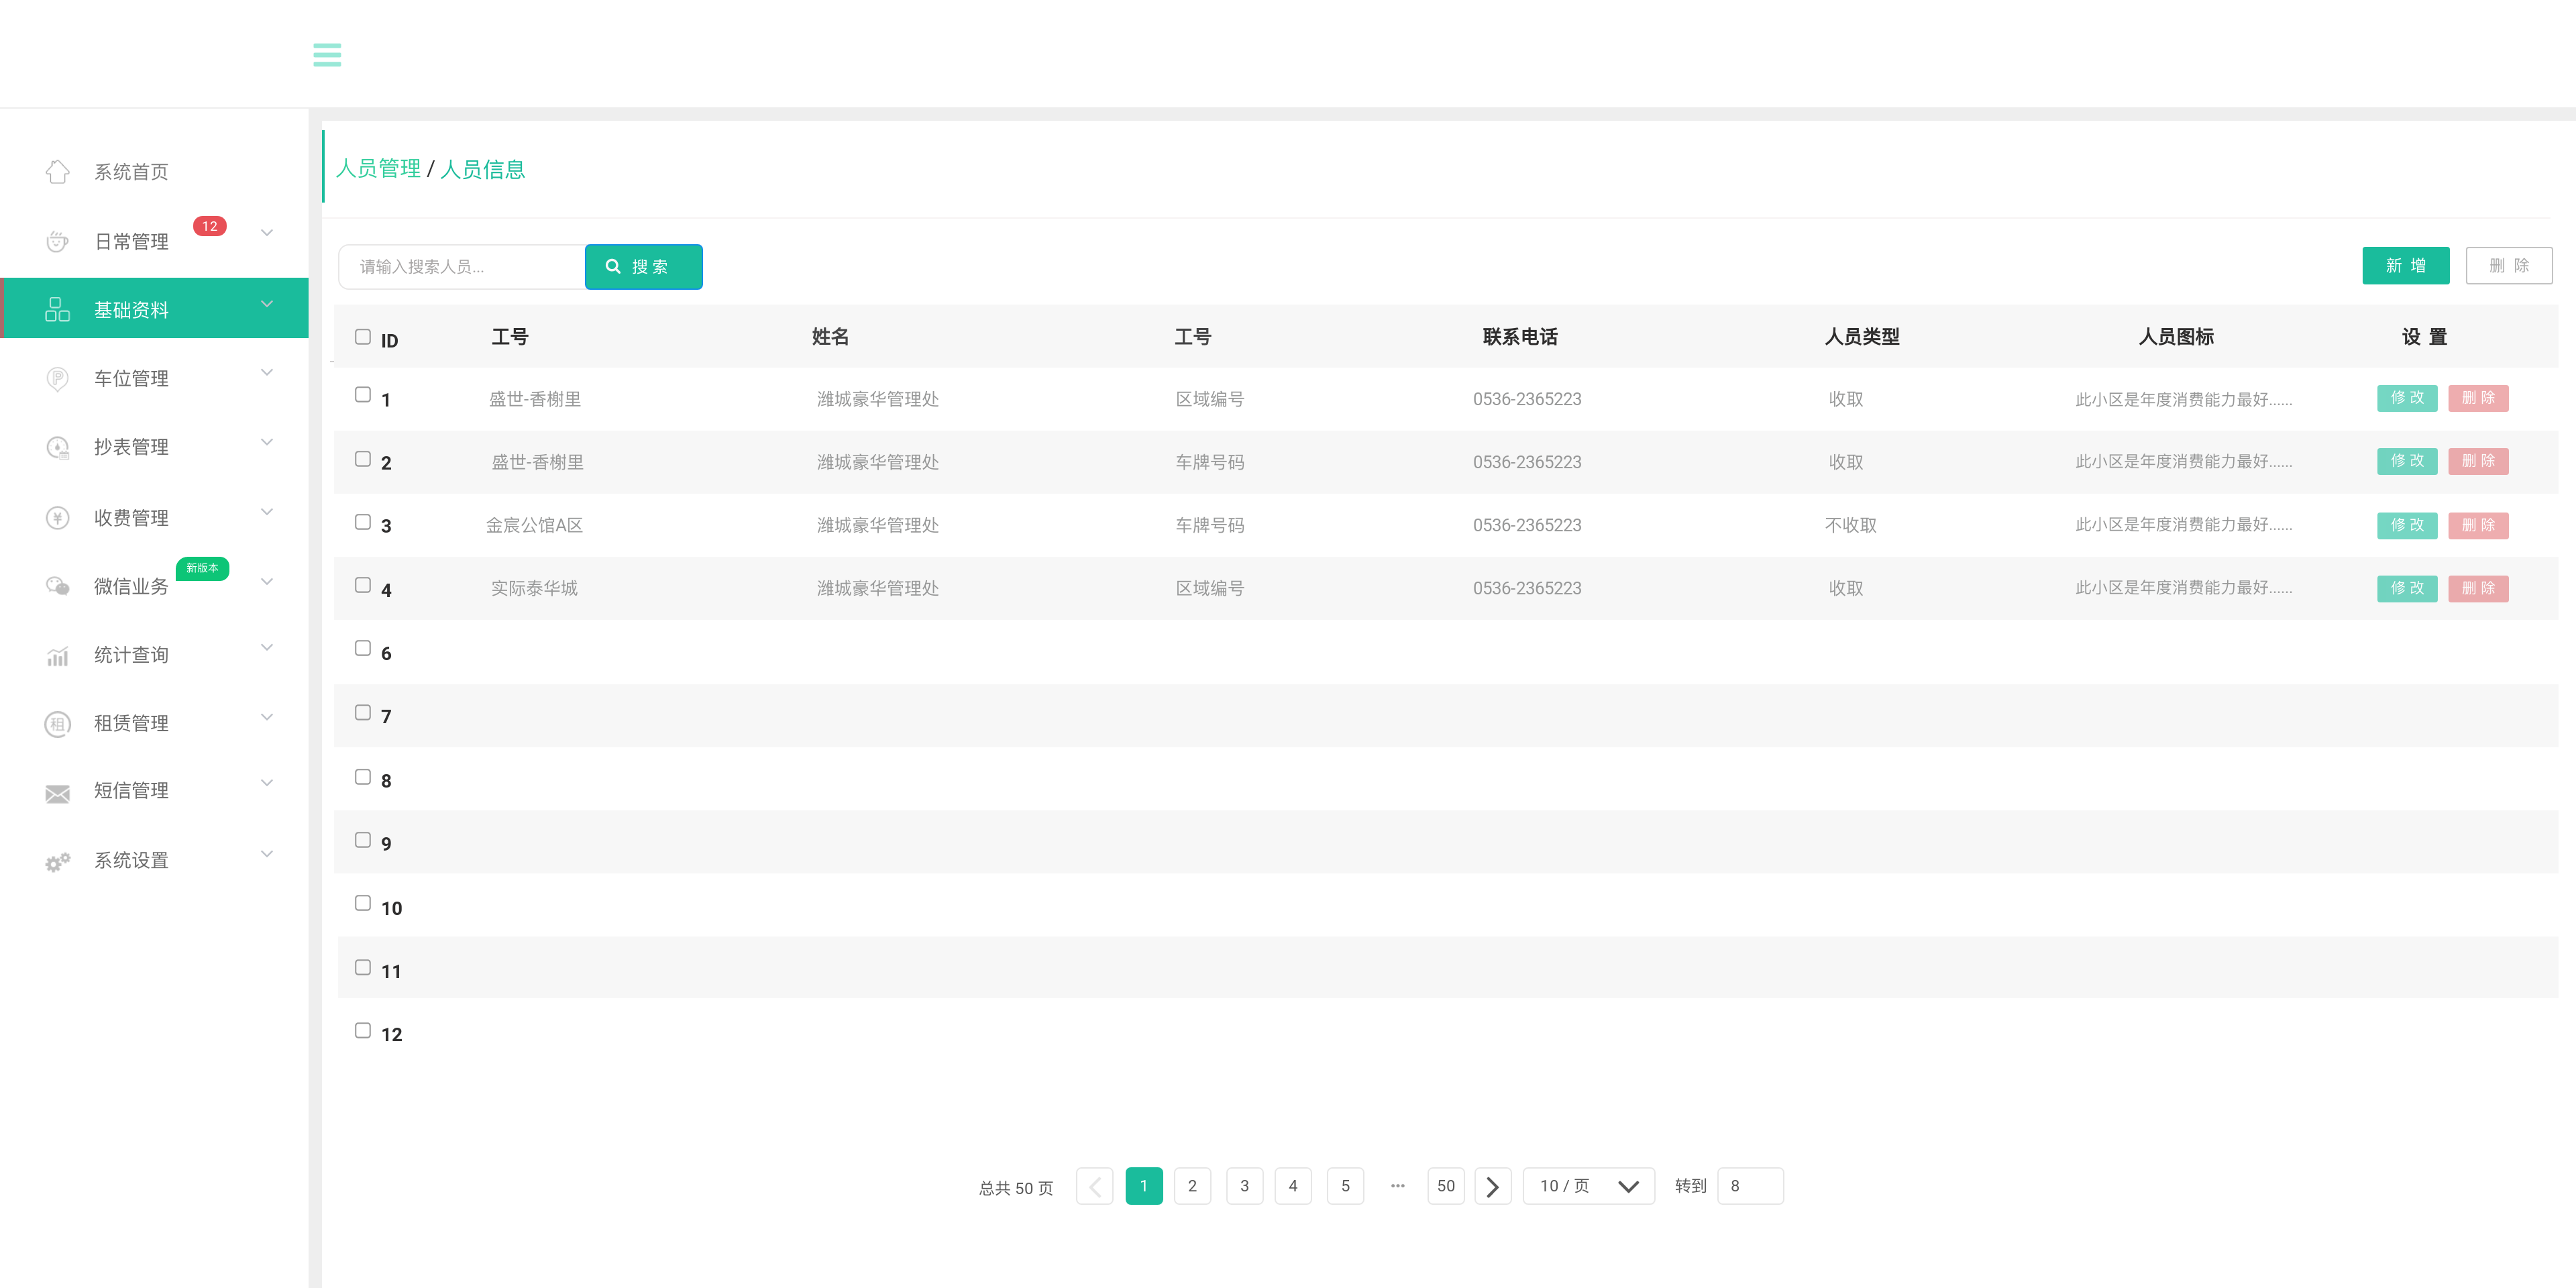 系统首页
日常管理 12
基础资料
车位管理
抄表管理
¥ 收费管理
微信业务 新版本
统计查询
租 租赁管理
短信管理
系统设置
人员管理 / 人员信息
请输入搜索人员... 搜 索 新 增 删 除
ID 工号 姓名 工号 联系电话 人员类型 人员图标 设 置
1 盛世-香榭里 潍城豪华管理处 区域编号 0536-2365223 收取 此小区是年度消费能力最好...... 修 改 删 除
2 盛世-香榭里 潍城豪华管理处 车牌号码 0536-2365223 收取 此小区是年度消费能力最好...... 修 改 删 除
3 金宸公馆A区 潍城豪华管理处 车牌号码 0536-2365223 不收取 此小区是年度消费能力最好...... 修 改 删 除
4 实际泰华城 潍城豪华管理处 区域编号 0536-2365223 收取 此小区是年度消费能力最好...... 修 改 删 除
6
7
8
9
10
11
12
总共 50 页 1 2 3 4 5 ··· 50 10 / 页 转到 8